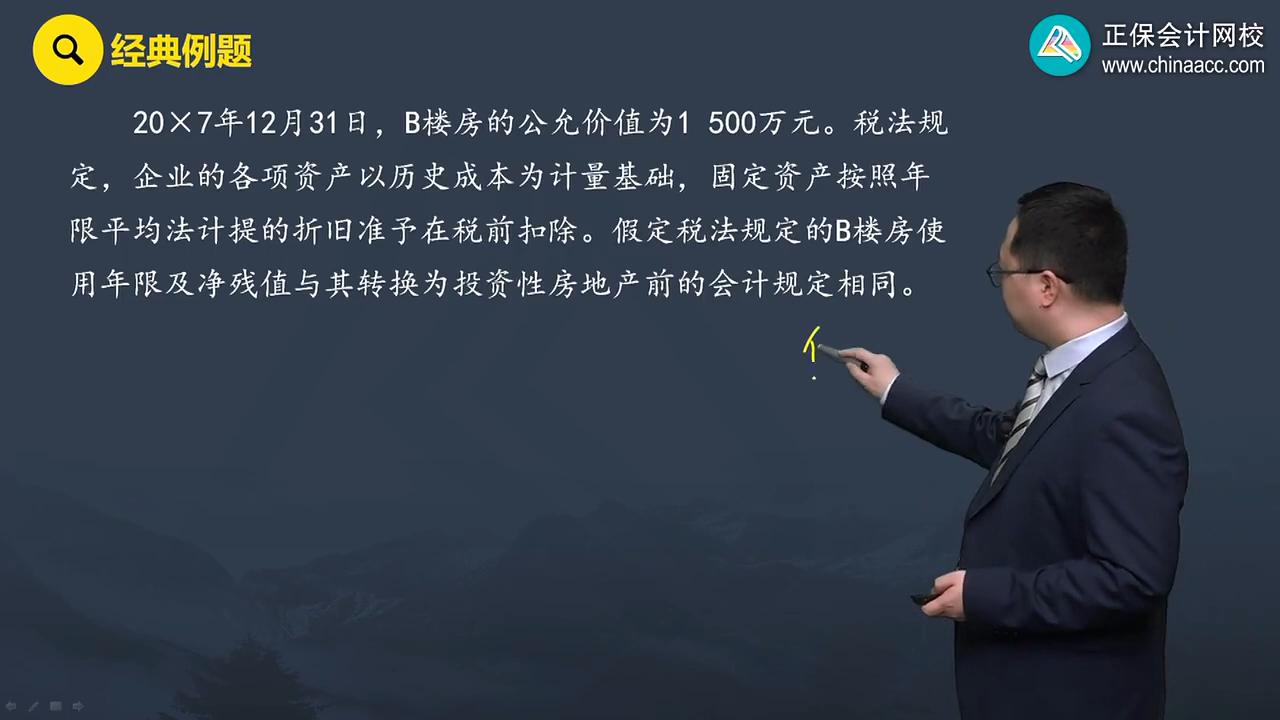 经典例题
正保会计网校
www.chinaacc.com
20×7年12月31日，B楼房的公允价值为1 500万元。税法规
定，企业的各项资产以历史成本为计量基础，固定资产按照年
限平均法计提的折旧准予在税前扣除。假定税法规定的B楼房使
用年限及净残值与其转换为投资性房地产前的会计规定相同。